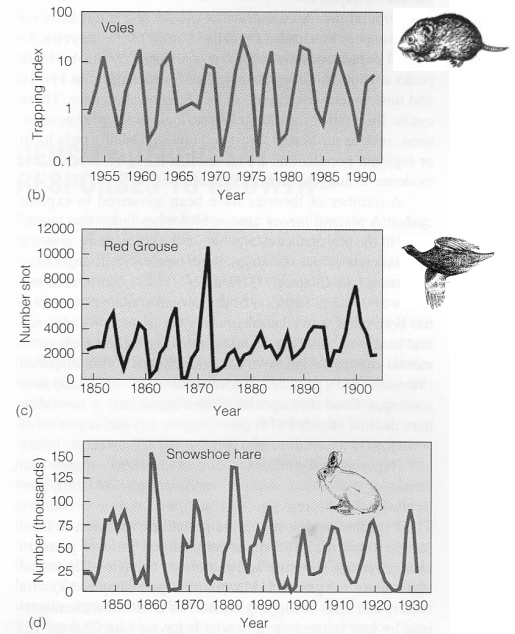 100
Voles
10
1
0.1
Trapping index
1955 1960 1965 1970 1975 1980 1985 1990
(b)
Year
12000
Red Grouse
10000
8000
6000
4000
2000
0
Number shot
1850 1860 1870 1880 1890 1900
(c)
Year
Snowshoe hare
150
125
100
75
50
25
0
Number (thousands)
1850 1860 1870 1880 1890 1900 1910 1920 1930
(d)
Year